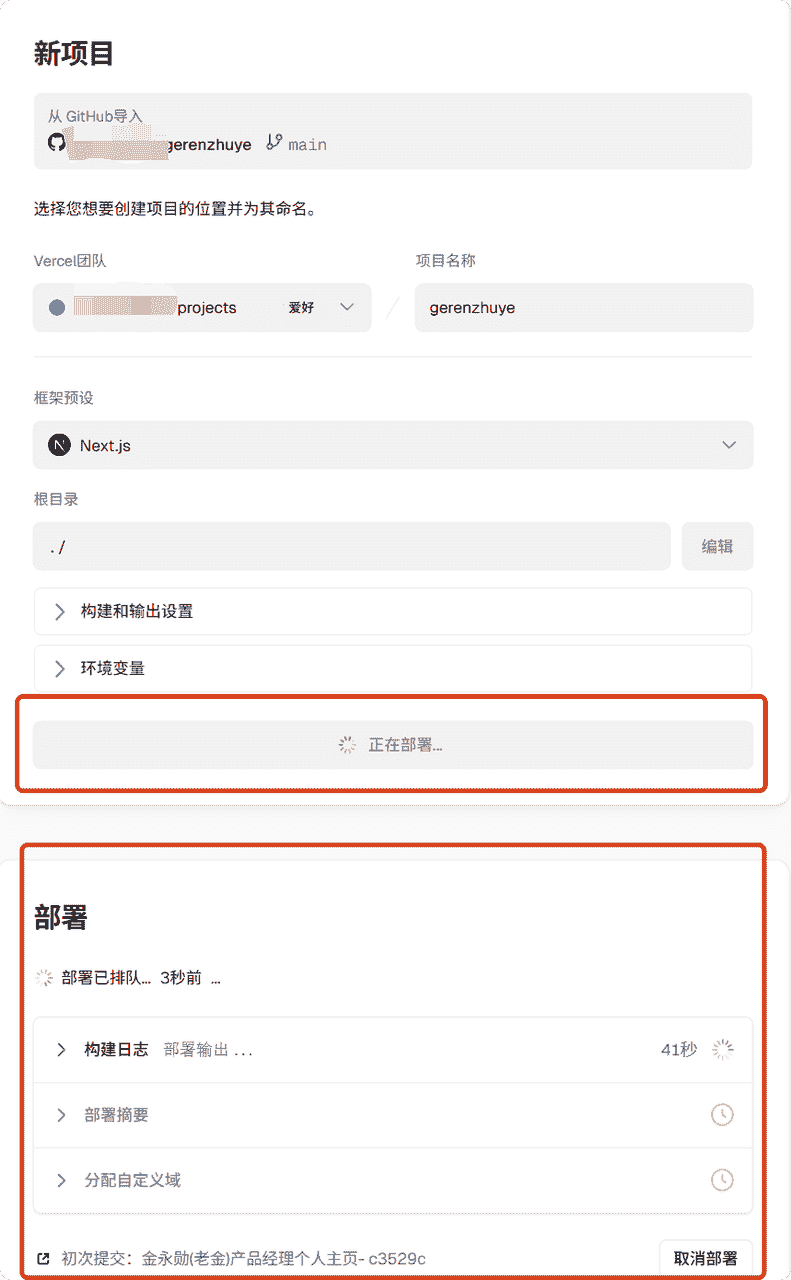 新项目
从 GitHub导入
gerenzhuye main
选择您想要创建项目的位置并为其命名。
Vercel团队 项目名称
projects 爱好 / gerenzhuye
框架预设
N Next.js
根目录
./ 编辑
构建和输出设置
环境变量
正在部署...
部署
部署已排队... 3秒前 ...
构建日志 部署输出 ... 41秒
部署摘要
分配自定义域
初次提交：金永勋(老金)产品经理个人主页- c3529c 取消部署